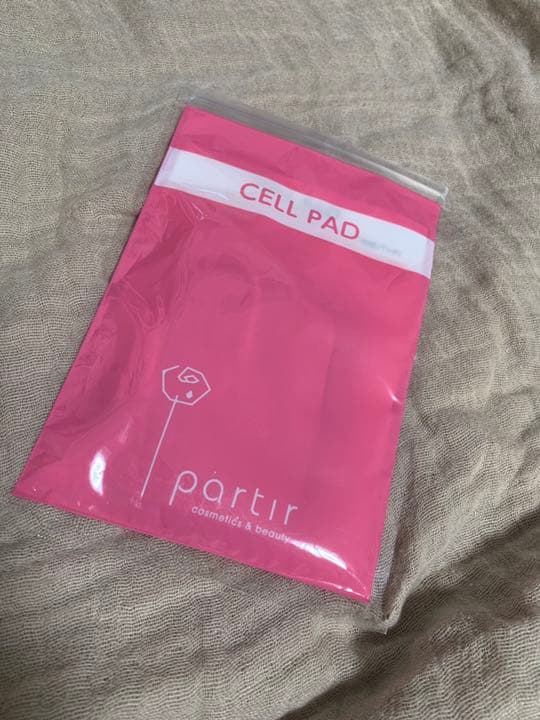 CELL PAD
partir
cosmetics & beauty